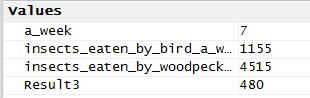 Values
a_week 7
insects_eaten_by_bird_a_w... 1155
insects_eaten_by_woodpeck... 4515
Result3 480